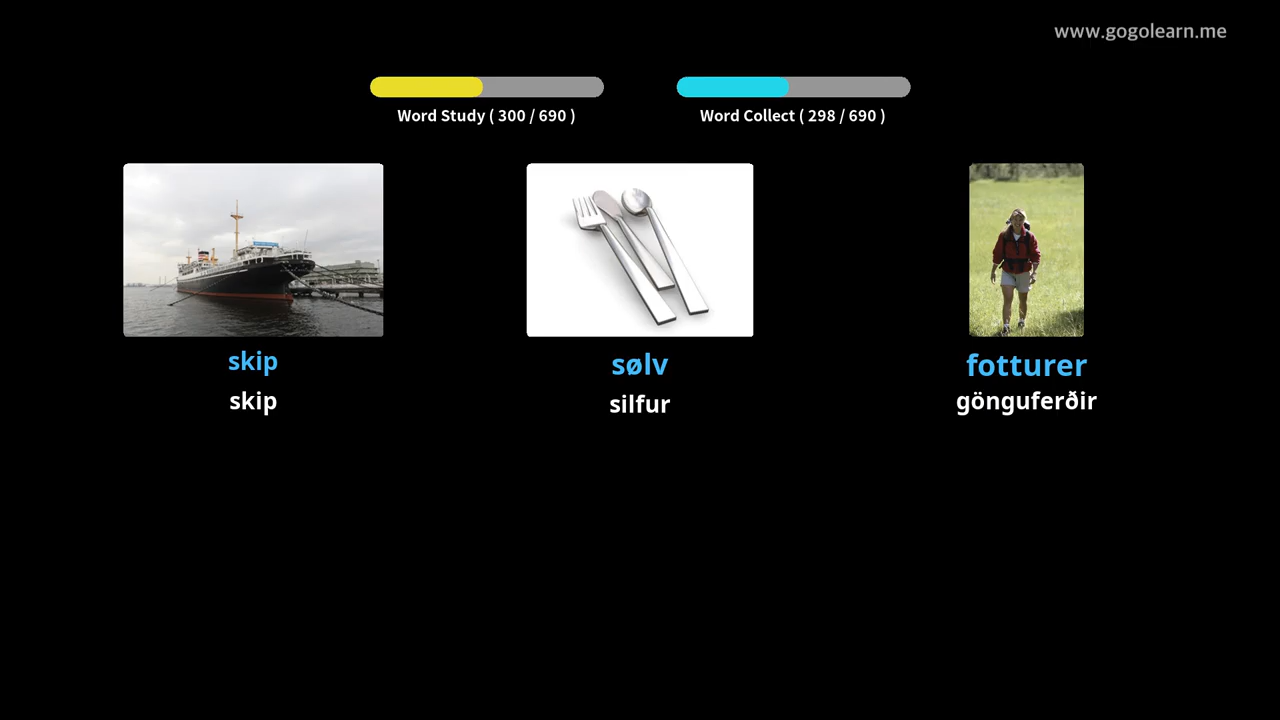 www.gogolearn.me
Word Study ( 300 / 690 )
Word Collect ( 298 / 690 )
skip
skip
sølv
silfur
fotturer
gönguferðir